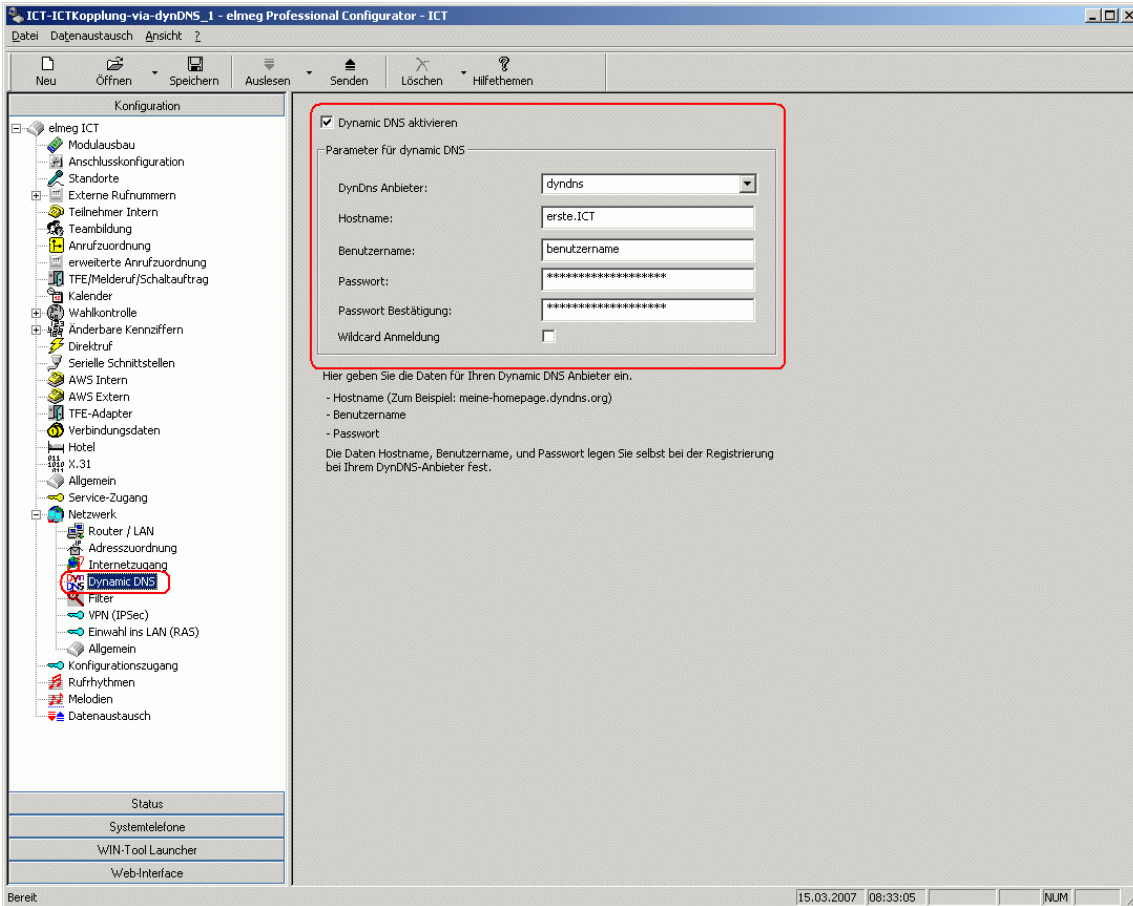 ICT-ICTKopplung-via-dynDNS_1 - elmeg Professional Configurator - ICT
Datei Datenaustausch Ansicht ?
Neu Öffnen Speichern Auslesen Senden Löschen Hilfethemen
Konfiguration
elmeg ICT
Modulausbau
Anschlusskonfiguration
Standorte
Externe Rufnummern
Teilnehmer Intern
Teambildung
Anrufzuordnung
erweiterte Anrufzuordnung
TFE/Melderuf/Schaltauftrag
Kalender
Wahlkontrolle
Änderbare Kennziffern
Direktruf
Serielle Schnittstellen
AWS Intern
AWS Extern
TFE-Adapter
Verbindungsdaten
Hotel
X.31
Allgemein
Service-Zugang
Netzwerk
Router / LAN
Adresszuordnung
Internetzugang
Dynamic DNS
Filter
VPN (IPSec)
Einwahl ins LAN (RAS)
Allgemein
Konfigurationszugang
Rufrhythmen
Melodien
Datenaustausch
Status
Systemtelefone
WIN-Tool Launcher
Web-Interface
Dynamic DNS aktivieren
Parameter für dynamic DNS
DynDns Anbieter: dyndns
Hostname: erste.ICT
Benutzername: benutzername
Passwort: *******************
Passwort Bestätigung: *******************
Wildcard Anmeldung
Hier geben Sie die Daten für Ihren Dynamic DNS Anbieter ein.
- Hostname (Zum Beispiel: meine-homepage.dyndns.org)
- Benutzername
- Passwort
Die Daten Hostname, Benutzername, und Passwort legen Sie selbst bei der Registrierung
bei Ihrem DynDNS-Anbieter fest.
Bereit 15.03.2007 08:33:05 NUM